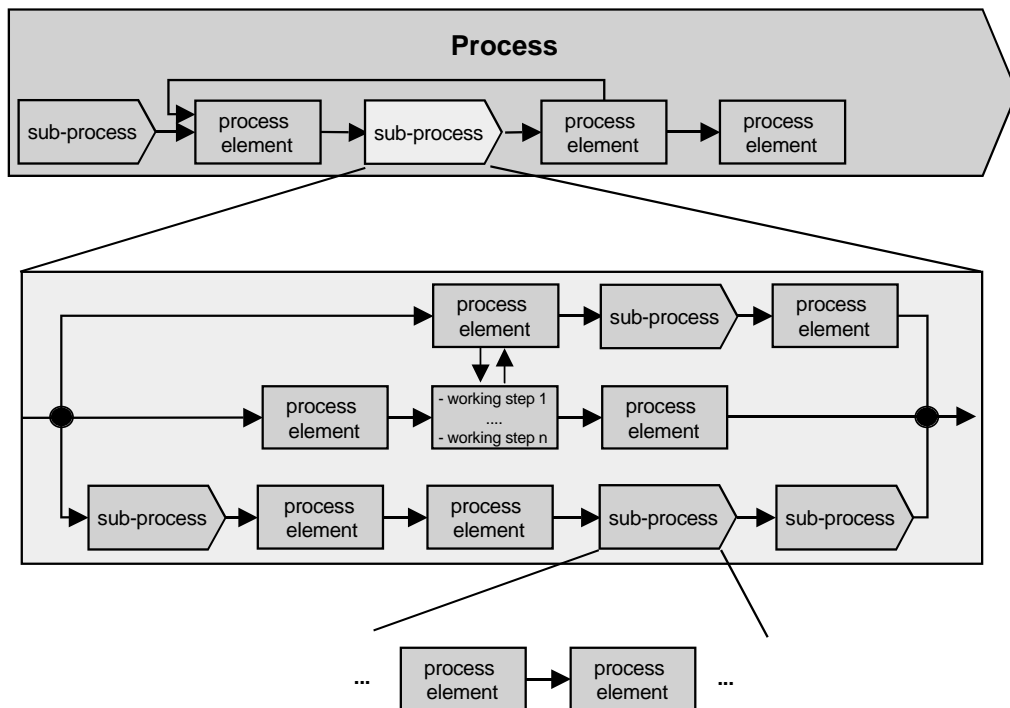 Process
sub-process
process
element
sub-process
process
element
process
element
process
element
sub-process
process
element
process
element
- working step 1
....
- working step n
process
element
sub-process
process
element
process
element
sub-process
sub-process
...
process
element
process
element
...